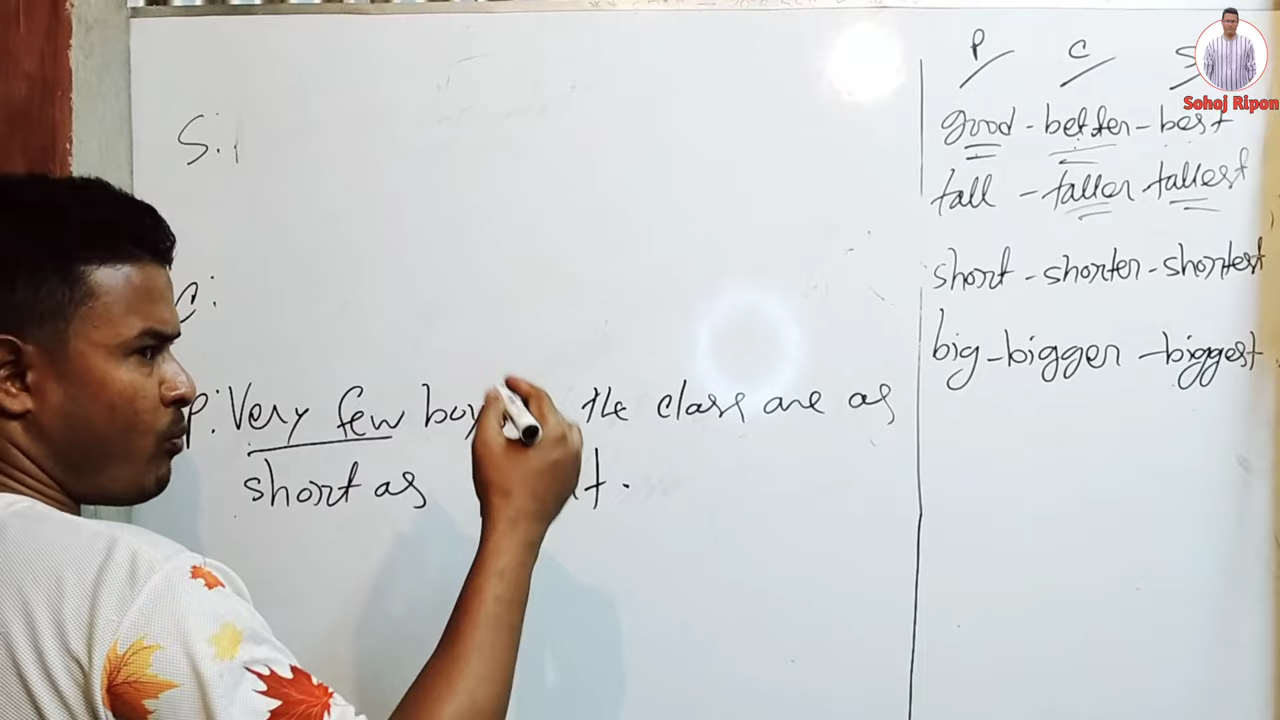 S:
C:
P: Very few boy the class are as
short as
P C S
good - better - best
tall - taller tallest
short - shorter - shortest
big - bigger - biggest
Sohoj Ripon